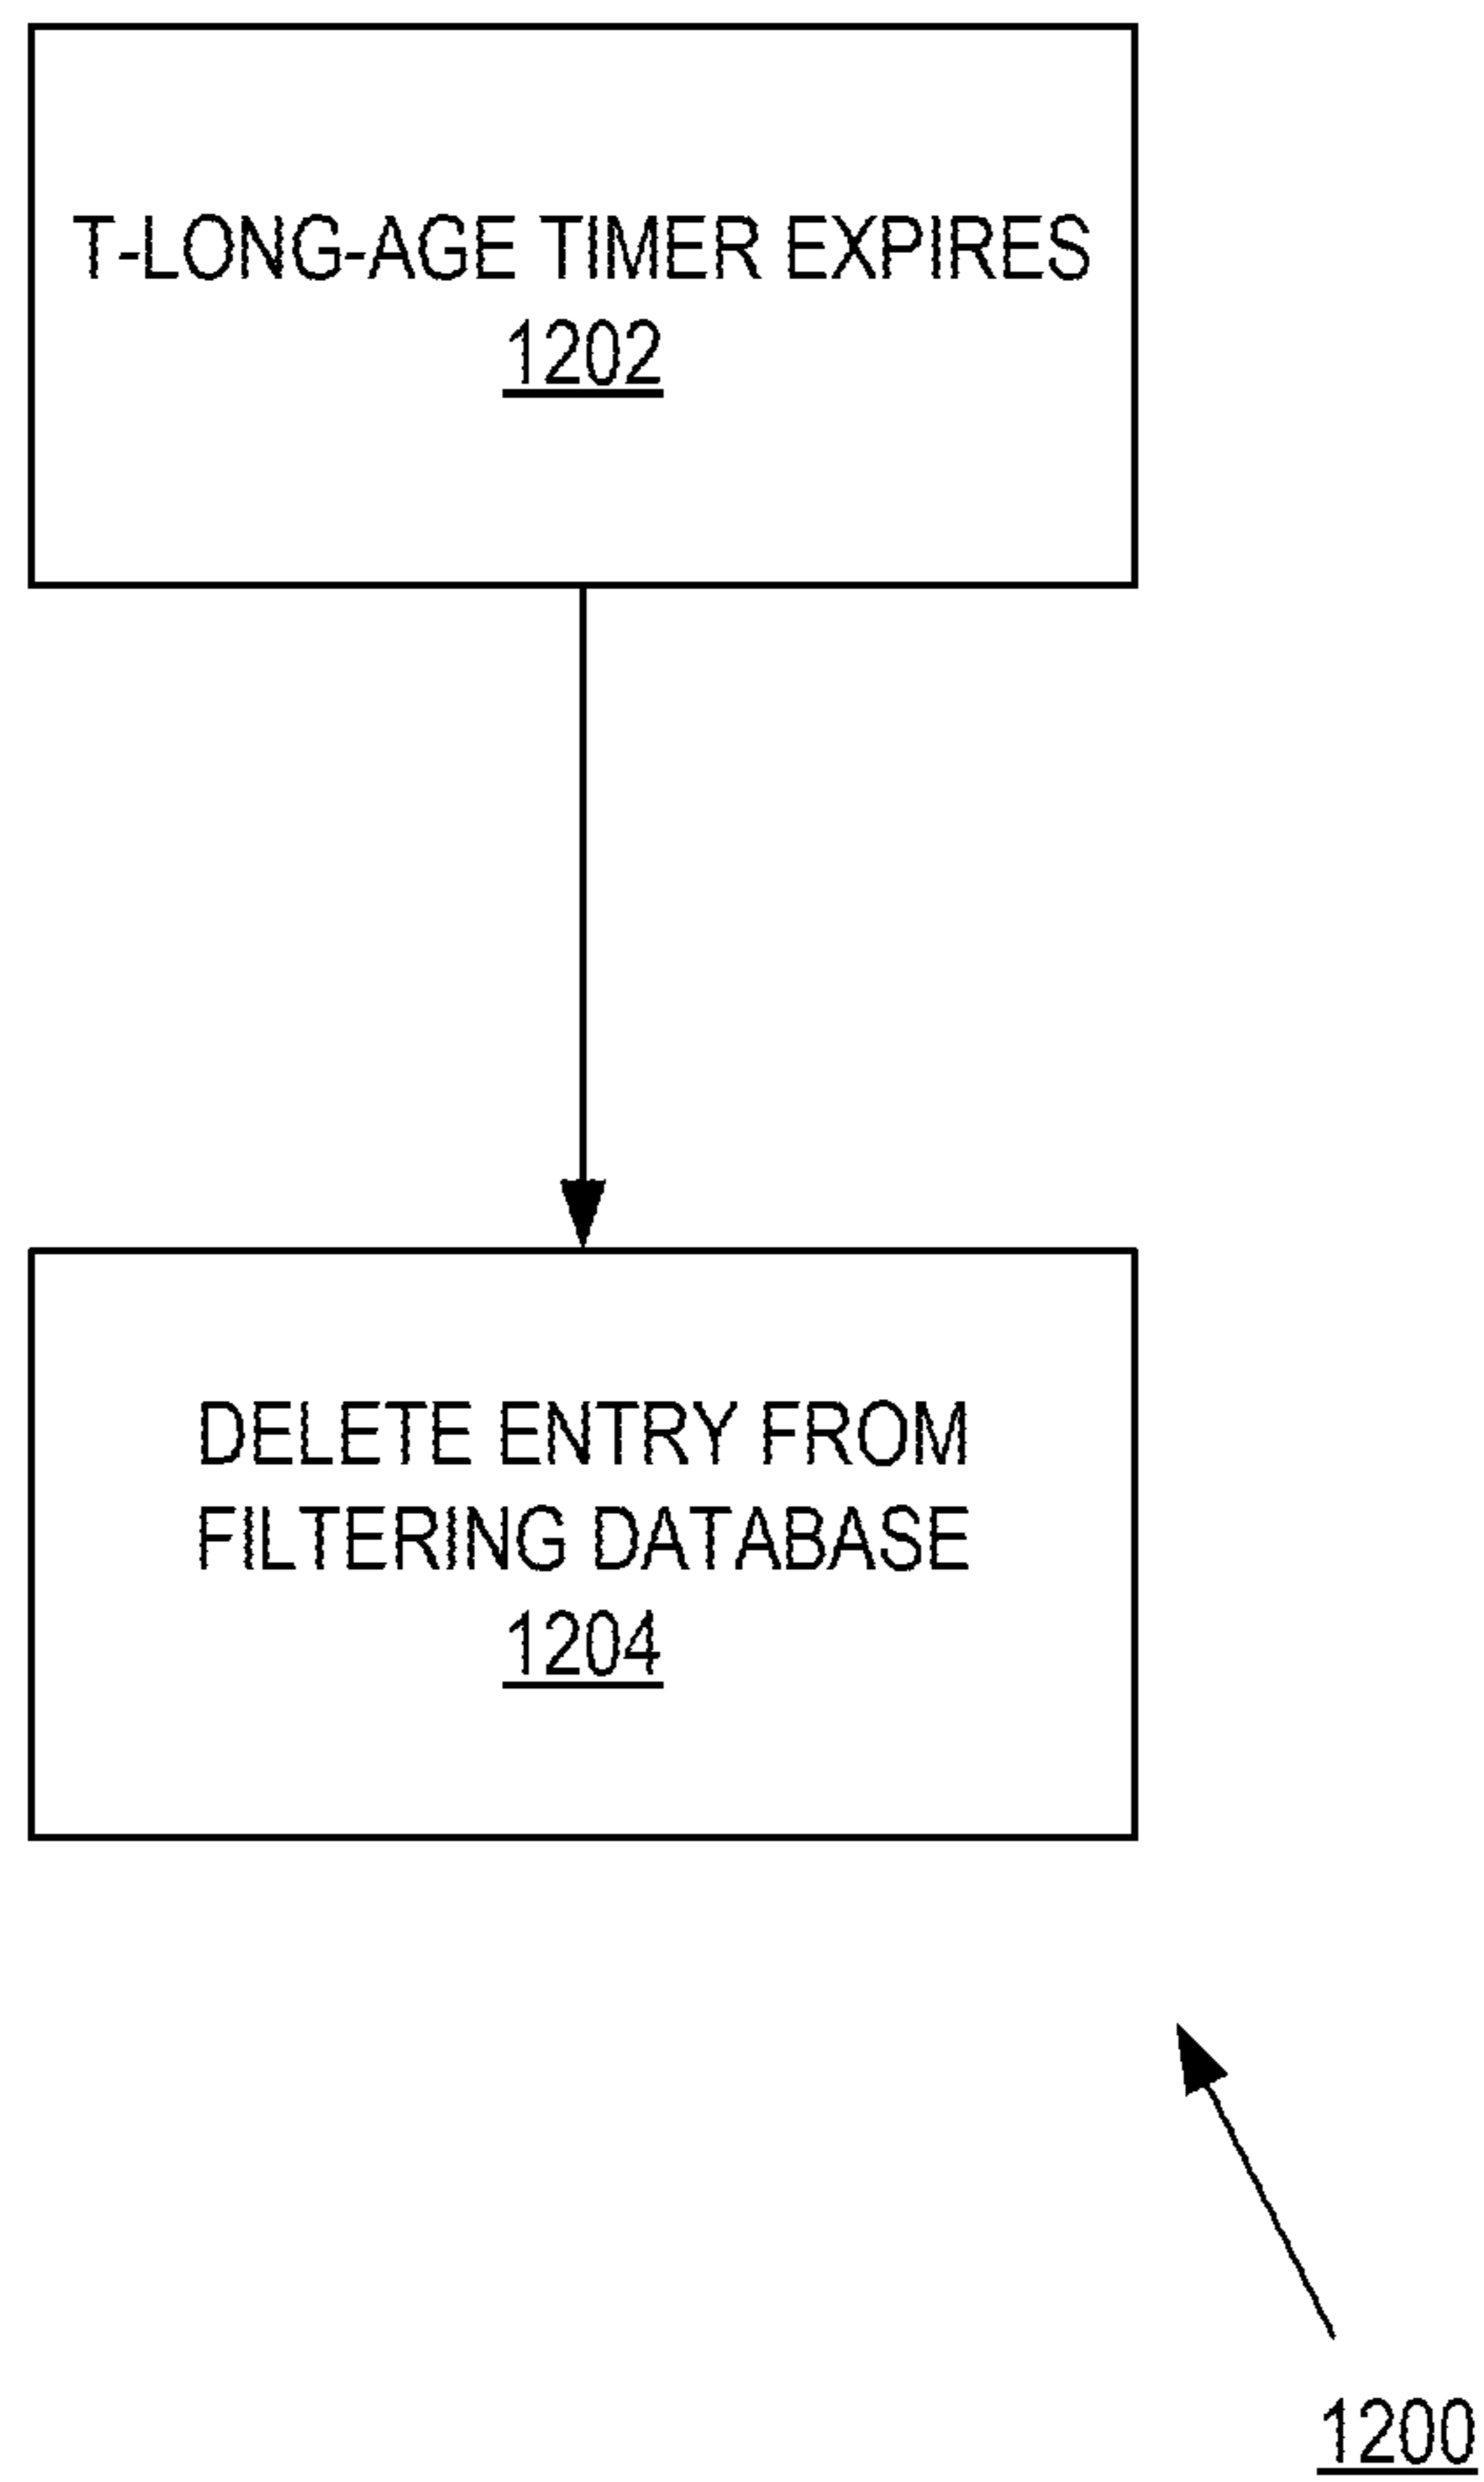 T-LONG-AGE TIMER EXPIRES
1202
DELETE ENTRY FROM
FILTERING DATABASE
1204
1200